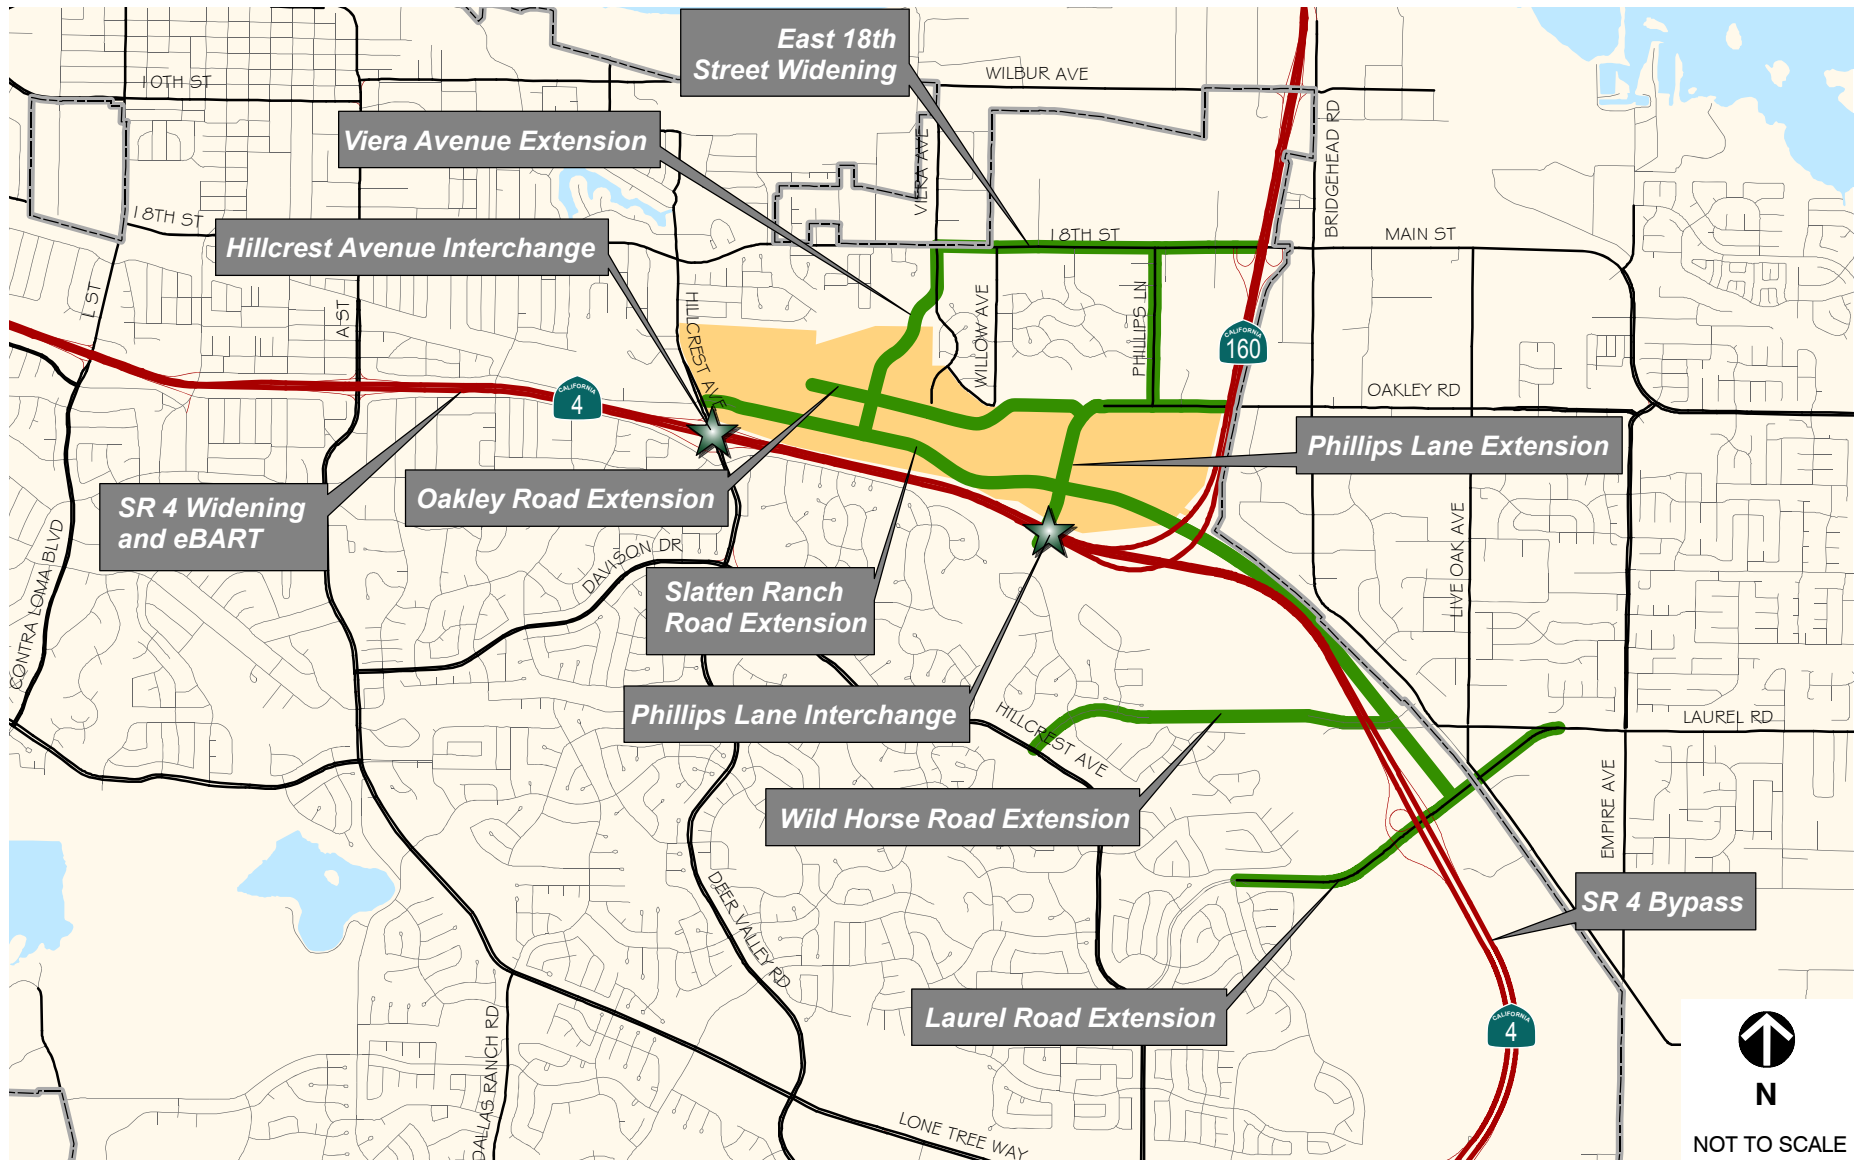 East 18th
Street Widening
WILBUR AVE
10TH ST
Viera Avenue Extension
VIERA AVE
BRIDGEHEAD RD
18TH ST
Hillcrest Avenue Interchange
18TH ST
MAIN ST
L ST
A ST
HILLCREST AVE
WILLOW AVE
PHILLIPS LN
CALIFORNIA
160
CALIFORNIA
4
OAKLEY RD
Phillips Lane Extension
Oakley Road Extension
SR 4 Widening
and eBART
CONTRA LOMA BLVD
DAVISON DR
LIVE OAK AVE
Slatten Ranch
Road Extension
Phillips Lane Interchange
HILLCREST AVE
LAUREL RD
Wild Horse Road Extension
EMPIRE AVE
DEER VALLEY RD
SR 4 Bypass
Laurel Road Extension
CALIFORNIA
4
DALLAS RANCH RD
LONE TREE WAY
N
NOT TO SCALE